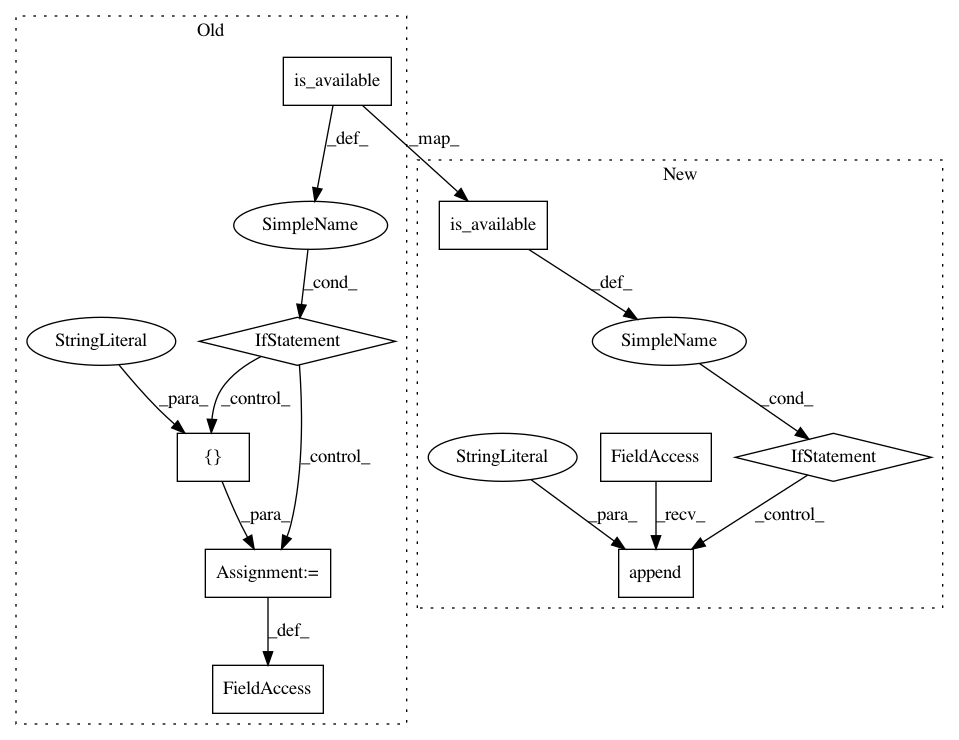 Old
is_available
_def_
_map_
New
SimpleName
is_available
_cond_
_def_
StringLiteral
IfStatement
SimpleName
_para_
_control_
_control_
_cond_
{}
StringLiteral
FieldAccess
IfStatement
_para_
_para_
_recv_
_control_
Assignment:=
append
_def_
FieldAccess